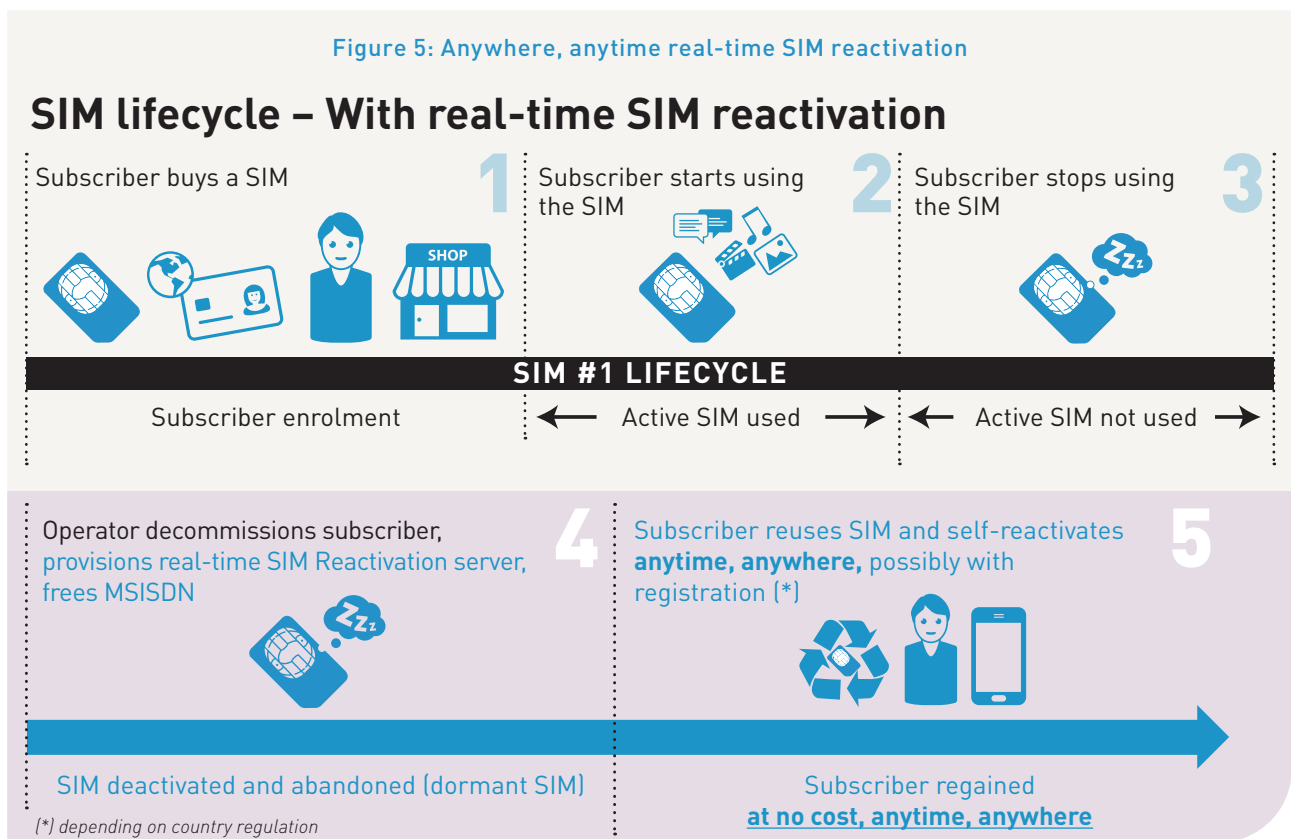 Figure 5: Anywhere, anytime real-time SIM reactivation
SIM lifecycle – With real-time SIM reactivation
Subscriber buys a SIM
1
SHOP
Subscriber starts using
the SIM
2
Subscriber stops using
the SIM
3
ZZz
SIM #1 LIFECYCLE
Subscriber enrolment
Active SIM used
Active SIM not used
Operator decommissions subscriber,
provisions real-time SIM Reactivation server,
frees MSISDN
4
ZZz
Subscriber reuses SIM and self-reactivates
anytime, anywhere, possibly with
registration (*)
5
SIM deactivated and abandoned (dormant SIM)
Subscriber regained
at no cost, anytime, anywhere
(*) depending on country regulation